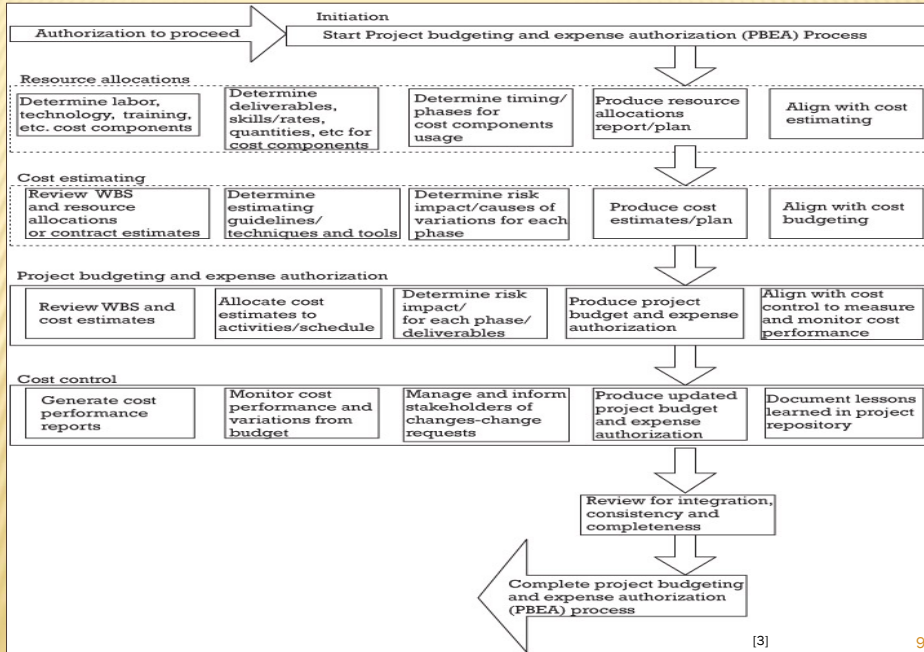 Initiation
Authorization to proceed
Start Project budgeting and expense authorization (PBEA) Process
Resource allocations
Determine labor,
technology, training,
etc. cost components
Determine
deliverables,
skills/rates,
quantities, etc for
cost components
Determine timing/
phases for
cost components
usage
Produce resource
allocations
report/plan
Align with cost
estimating
Cost estimating
Review WBS
and resource
allocations
or contract estimates
Determine
estimating
guidelines/
techniques and tools
Determine risk
impact/causes of
variations for each
phase
Produce cost
estimates/plan
Align with cost
budgeting
Project budgeting and expense authorization
Review WBS and
cost estimates
Allocate cost
estimates to
activities/schedule
Determine risk
impact/
for each phase/
deliverables
Produce project
budget and expense
authorization
Align with cost
control to measure
and monitor cost
performance
Cost control
Generate cost
performance
reports
Monitor cost
performance and
variations from
budget
Manage and inform
stakeholders of
changes-change
requests
Produce updated
project budget
and expense
authorization
Document lessons
learned in project
repository
Review for integration,
consistency and
completeness
Complete project budgeting
and expense authorization
(PBEA) process
[3]
9